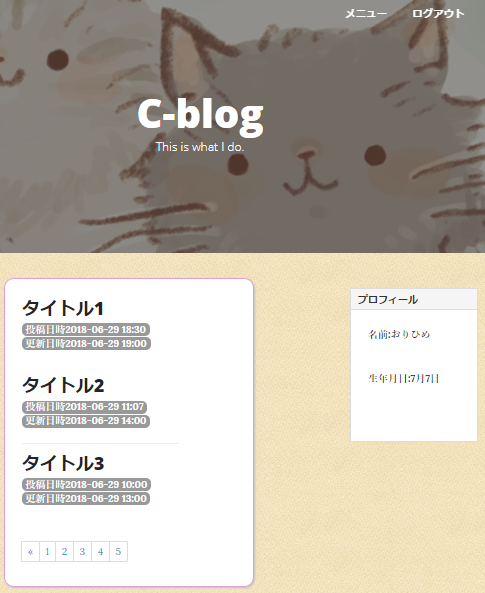 メニュー ログアウト
C-blog
This is what I do.
タイトル1
投稿日時2018-06-29 18:30
更新日時2018-06-29 19:00
タイトル2
投稿日時2018-06-29 11:07
更新日時2018-06-29 14:00
タイトル3
投稿日時2018-06-29 10:00
更新日時2018-06-29 13:00
« 1 2 3 4 5
プロフィール
名前:おりひめ
生年月日:7月7日